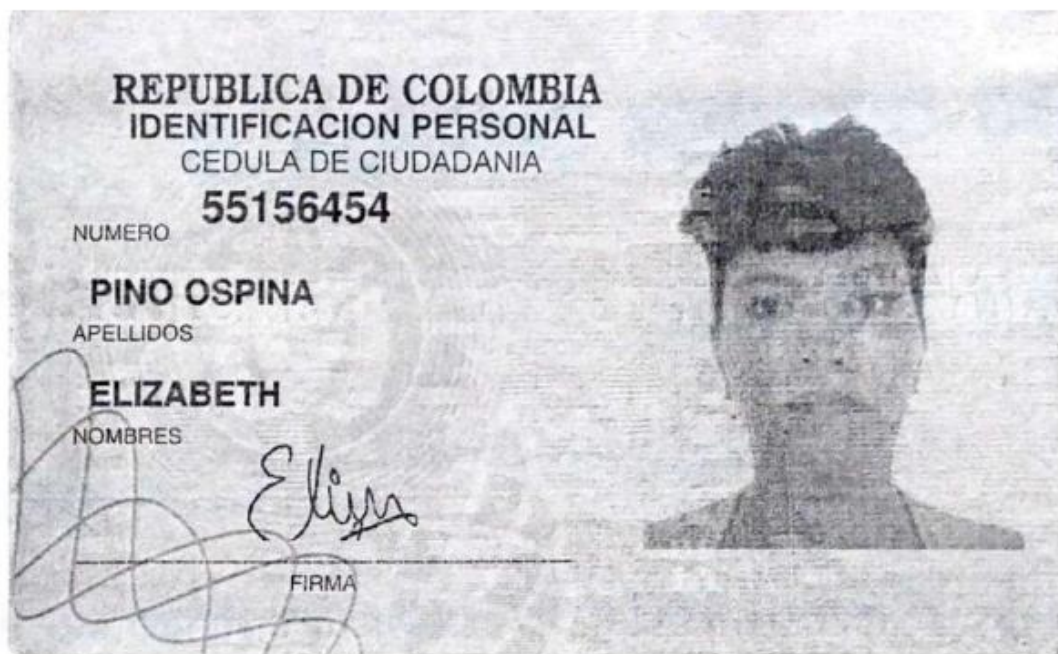 REPUBLICA DE COLOMBIA
IDENTIFICACION PERSONAL
CEDULA DE CIUDADANIA
NUMERO 55156454
PINO OSPINA
APELLIDOS
ELIZABETH
NOMBRES
FIRMA